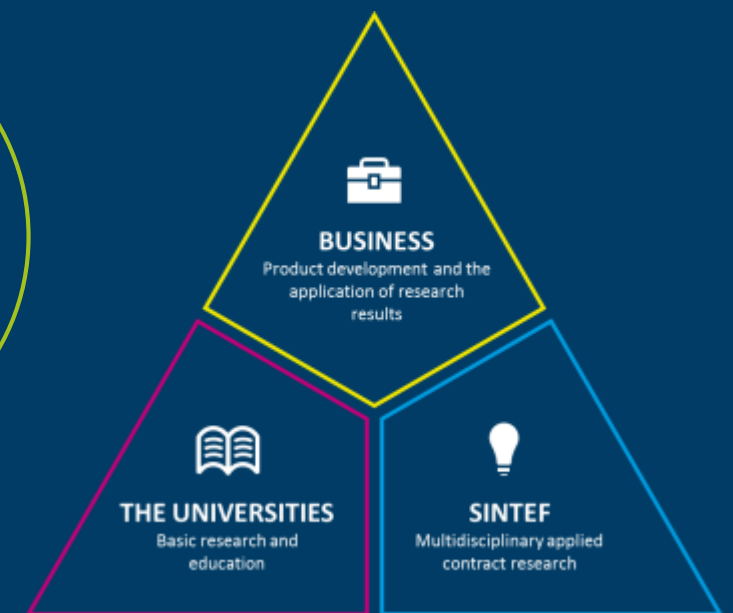 BUSINESS
Product development and the
application of research
results
THE UNIVERSITIES
Basic research and
education
SINTEF
Multidisciplinary applied
contract research